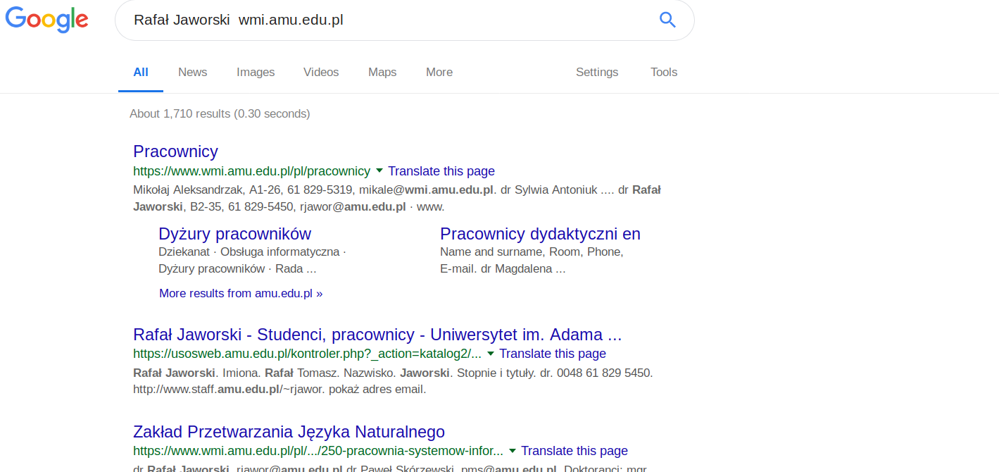 Google
Rafał Jaworski  wmi.amu.edu.pl
All News Images Videos Maps More Settings Tools
About 1,710 results (0.30 seconds)
Pracownicy
https://www.wmi.amu.edu.pl/pl/pracownicy Translate this page
Mikołaj Aleksandrzak, A1-26, 61 829-5319, mikale@wmi.amu.edu.pl. dr Sylwia Antoniuk .... dr Rafał
Jaworski, B2-35, 61 829-5450, rjawor@amu.edu.pl · www.
Dyżury pracowników
Dziekanat · Obsługa informatyczna ·
Dyżury pracowników · Rada ...
Pracownicy dydaktyczni en
Name and surname, Room, Phone,
E-mail. dr Magdalena ...
More results from amu.edu.pl »
Rafał Jaworski - Studenci, pracownicy - Uniwersytet im. Adama ...
https://usosweb.amu.edu.pl/kontroler.php?_action=katalog2/... Translate this page
Rafał Jaworski. Imiona. Rafał Tomasz. Nazwisko. Jaworski. Stopnie i tytuły. dr. 0048 61 829 5450.
http://www.staff.amu.edu.pl/~rjawor. pokaż adres email.
Zakład Przetwarzania Języka Naturalnego
https://www.wmi.amu.edu.pl/pl/.../250-pracownia-systemow-infor... Translate this page
dr Rafał Jaworski, rjawor@amu.edu.pl dr Paweł Skórzewski, pms@amu.edu.pl. Doktoranci: mgr